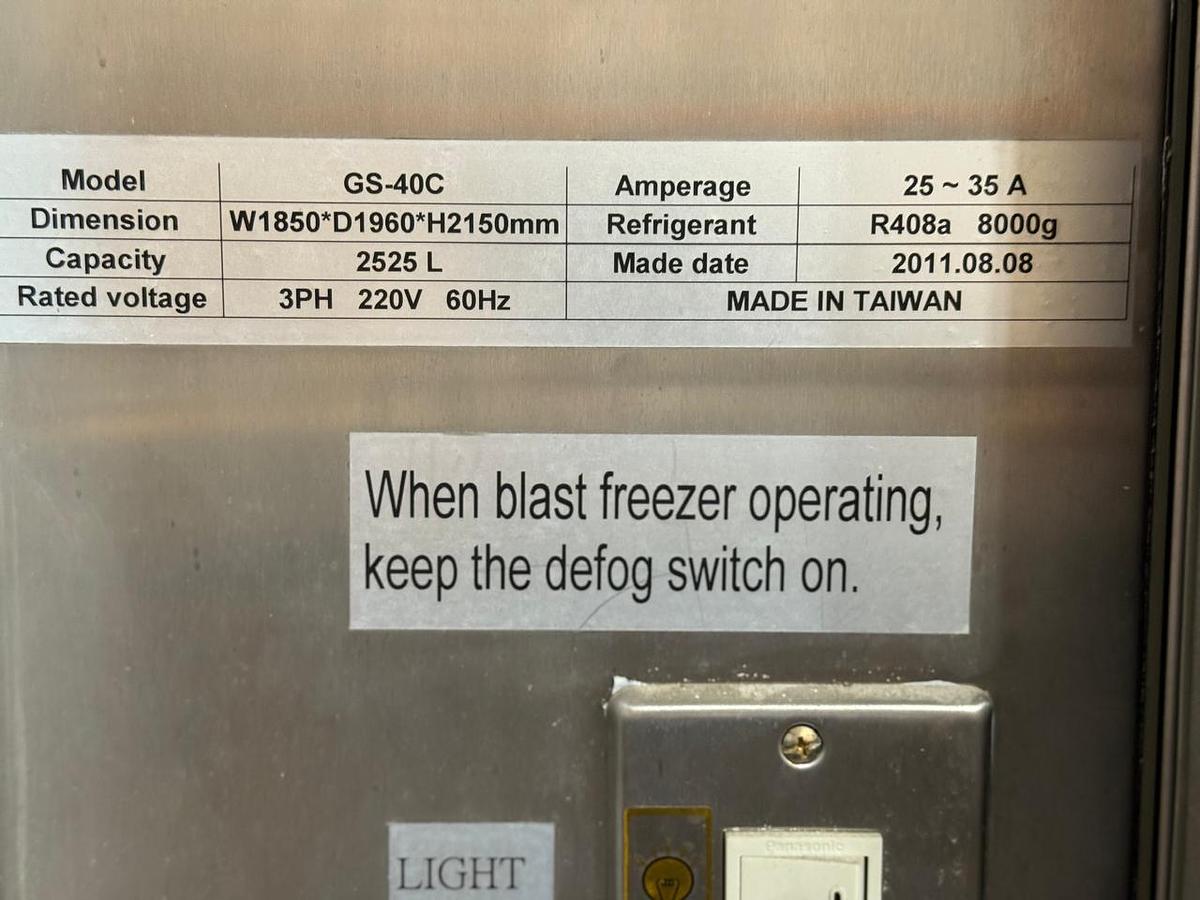 Model GS-40C Amperage 25 ~ 35 A
Dimension W1850*D1960*H2150mm Refrigerant R408a 8000g
Capacity 2525 L Made date 2011.08.08
Rated voltage 3PH 220V 60Hz MADE IN TAIWAN
When blast freezer operating,
keep the defog switch on.
Panasonic
LIGHT